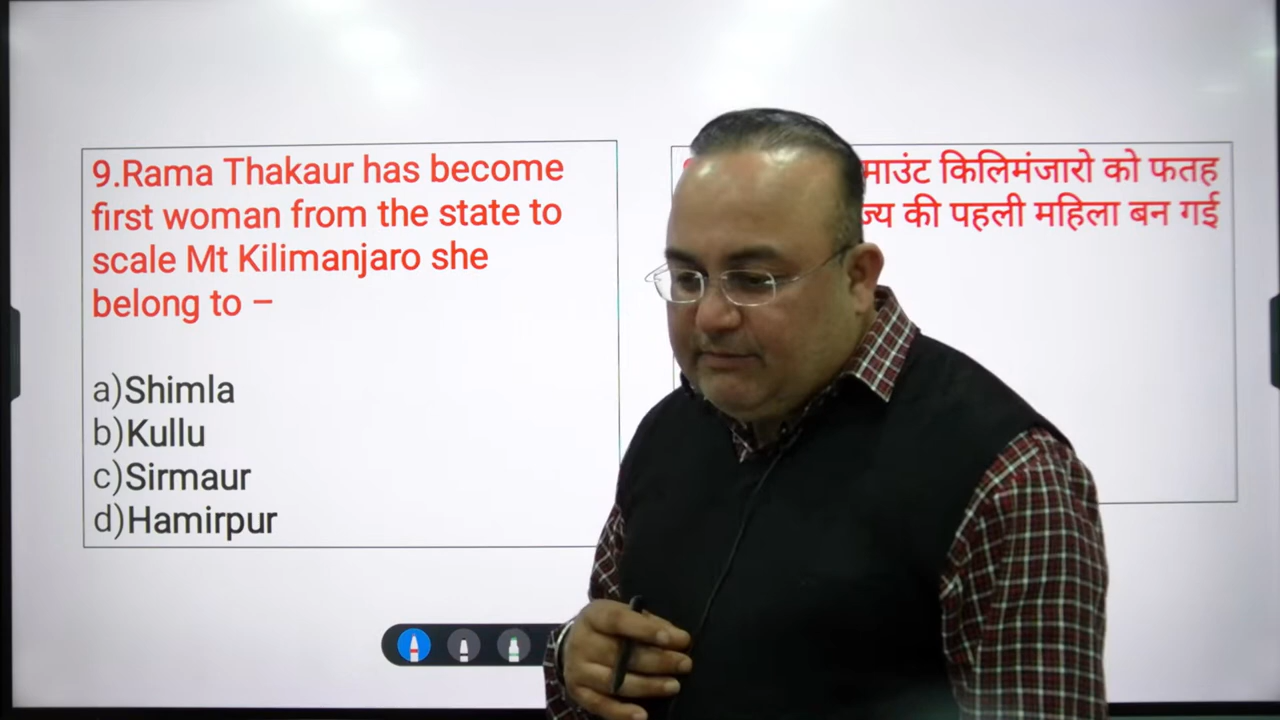 9.Rama Thakaur has become
first woman from the state to
scale Mt Kilimanjaro she
belong to –
a)Shimla
b)Kullu
c)Sirmaur
d)Hamirpur
माउंट किलिमंजारो को फतह
की पहली महिला बन गई